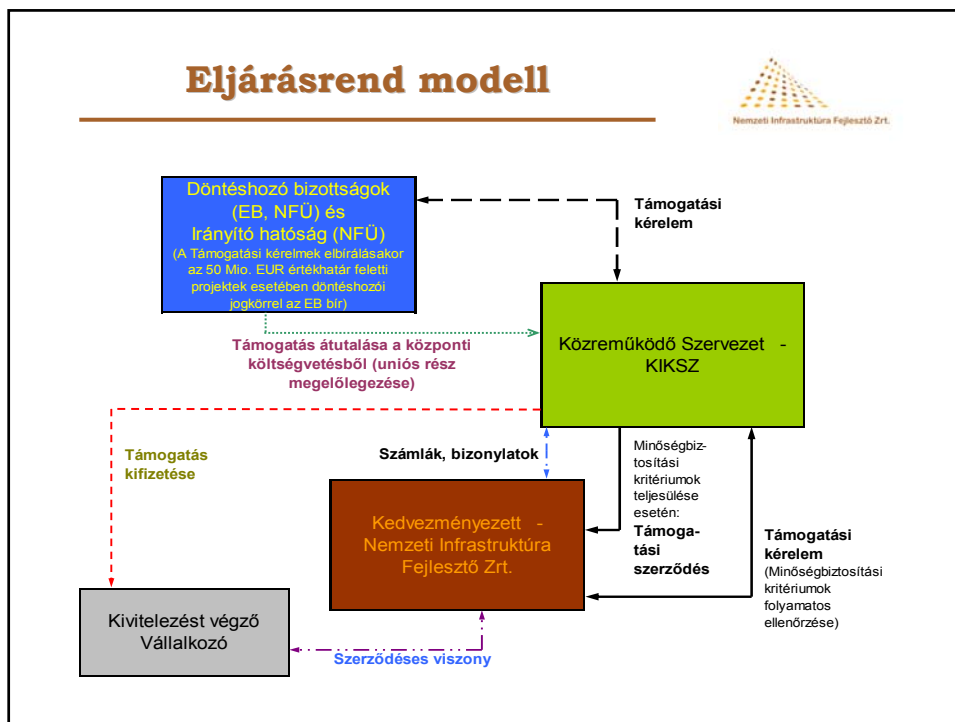 Eljárásrend modell
Nemzeti Infrastruktúra Fejlesztő Zrt.
Döntéshozó bizottságok
(EB, NFÜ) és
Irányító hatóság (NFÜ)
(A Támogatási kérelmek elbírálásakor
az 50 Mio. EUR értékhatár feletti
projektek esetében döntéshozói
jogkörrel az EB bír)
Támogatási
kérelem
Közreműködő Szervezet -
KIKSZ
Támogatás átutalása a központi
költségvetésből (uniós rész
megelőlegezése)
Támogatás
kifizetése
Számlák, bizonylatok
Minőségbiz-
tosítási
kritériumok
teljesülése
esetén:
Támoga-
tási
szerződés
Kedvezményezett -
Nemzeti Infrastruktúra
Fejlesztő Zrt.
Támogatási
kérelem
(Minőségbiztosítási
kritériumok
folyamatos
ellenőrzése)
Kivitelezést végző
Vállalkozó
Szerződéses viszony